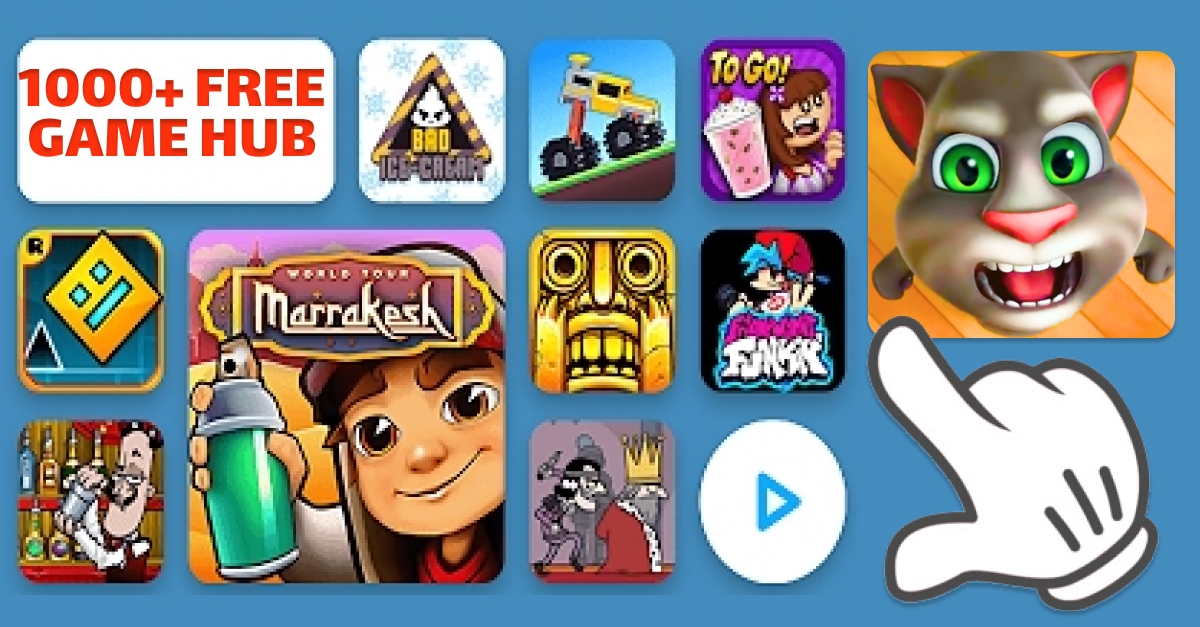 1000+ FREE
GAME HUB
BAD
ICE-CREAM
TO GO!
R
WORLD TOUR
Marrakesh
FUNKIN